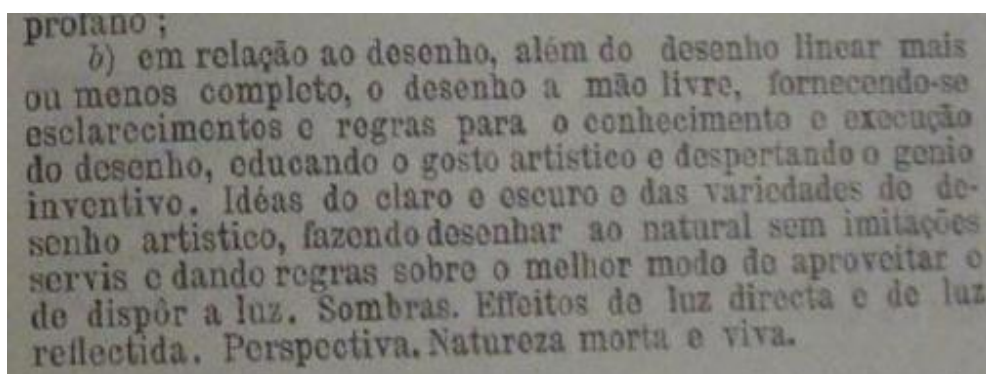 profano ;
b) em relação ao desenho, além do desenho linear mais
ou menos completo, o desenho a mão livre, fornecendo-se
esclarecimentos e regras para o conhecimento e execução
do desenho, educando o gosto artistico e despertando o genio
inventivo. Idéas do claro e escuro e das variedades do de-
senho artistico, fazendo desenhar ao natural sem imitações
servis e dando regras sobre o melhor modo de aproveitar e
de dispôr a luz. Sombras. Effeitos de luz directa e de luz
reflectida. Perspectiva. Natureza morta e viva.